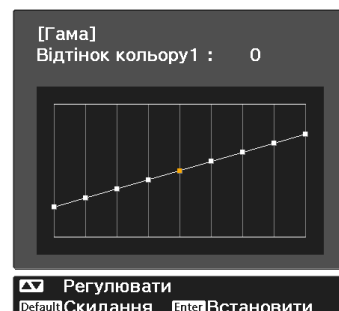 [Гама]
Відтінок кольору1 : 0
Регулювати
Default Скидання Enter Встановити